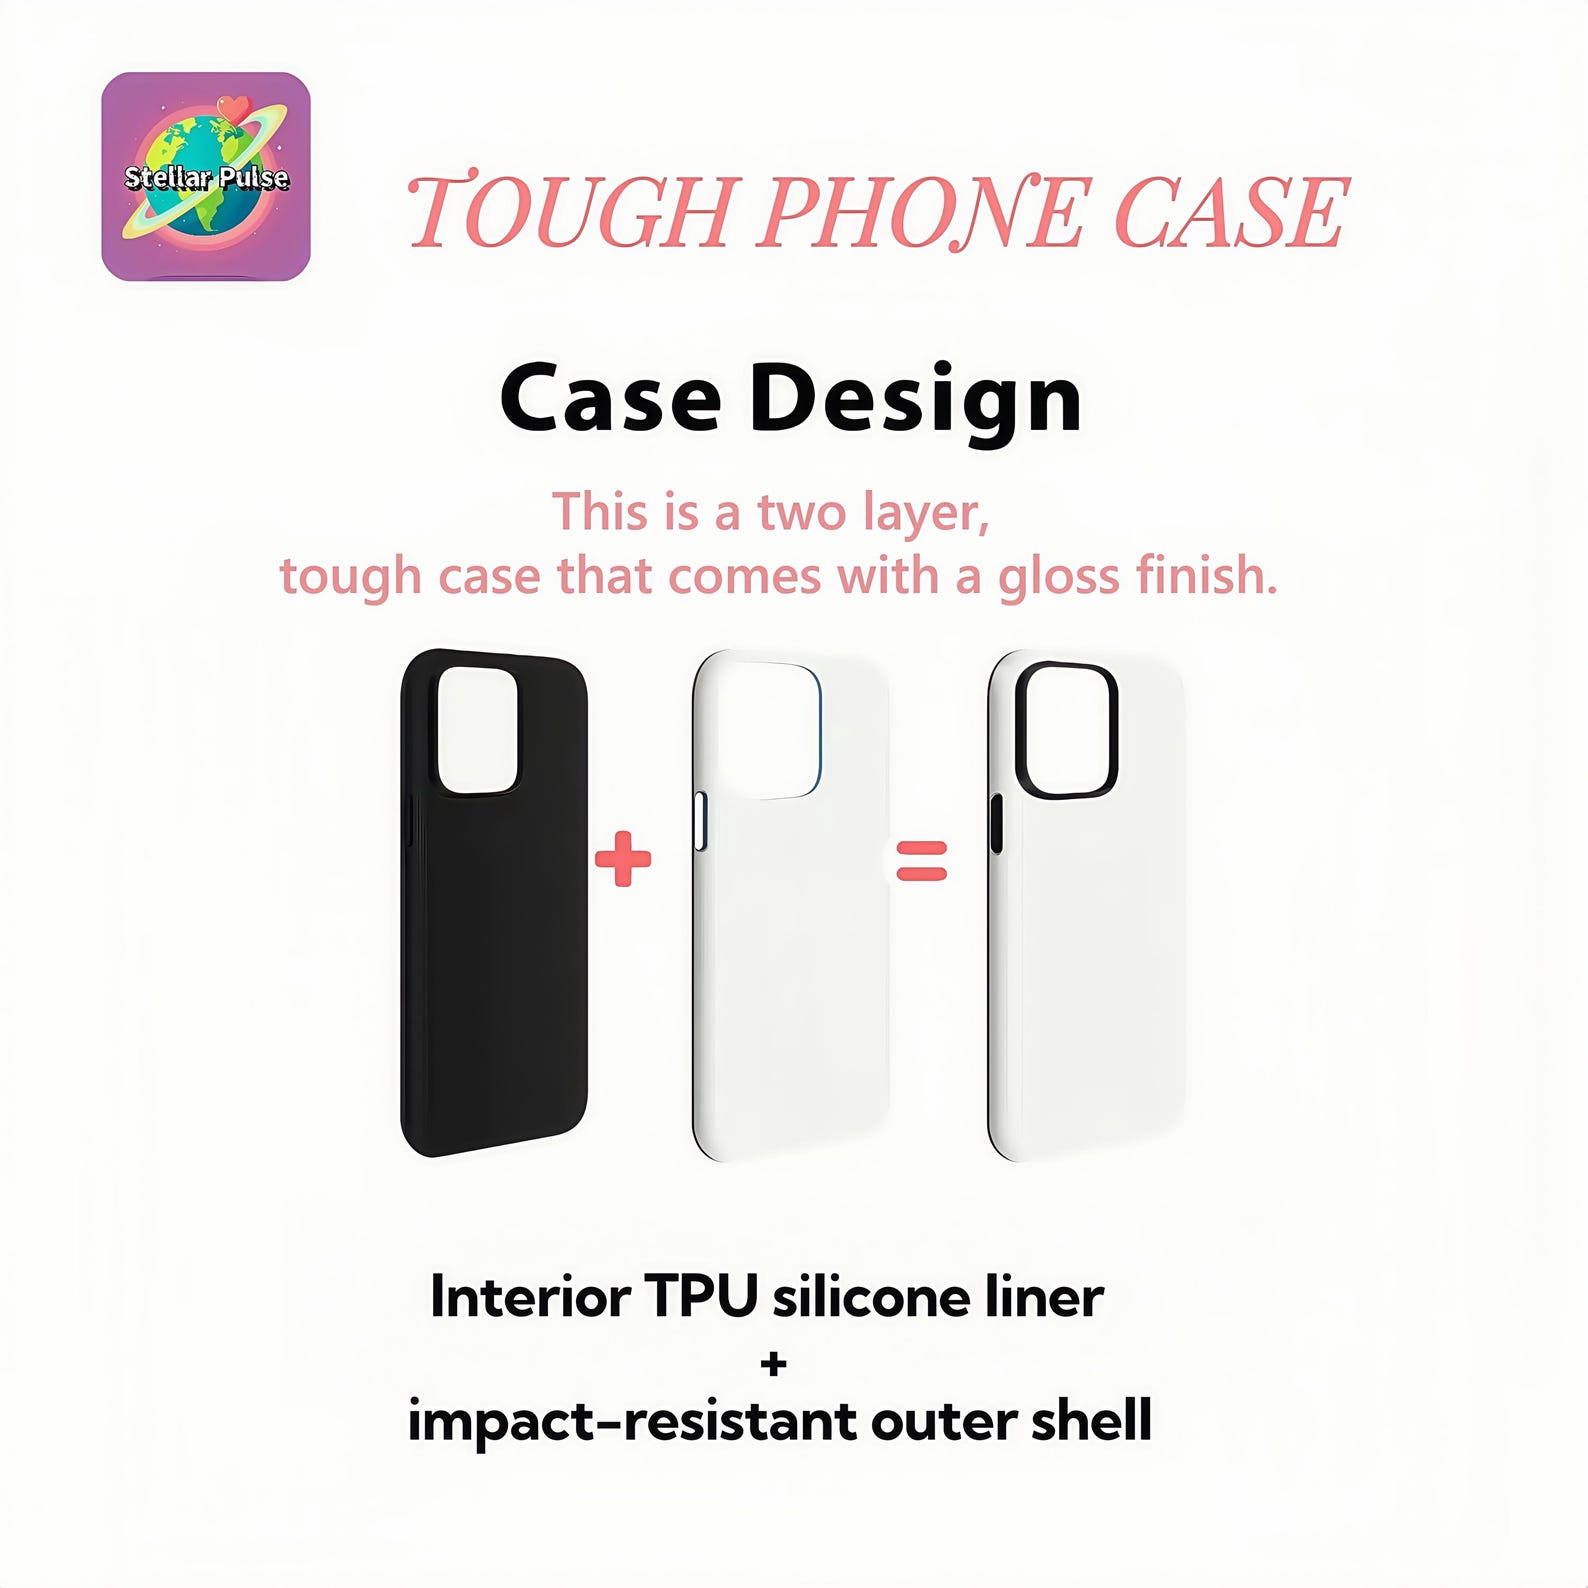 Stellar Pulse
TOUGH PHONE CASE
Case Design
This is a two layer,
tough case that comes with a gloss finish.
+
=
Interior TPU silicone liner
+
impact-resistant outer shell